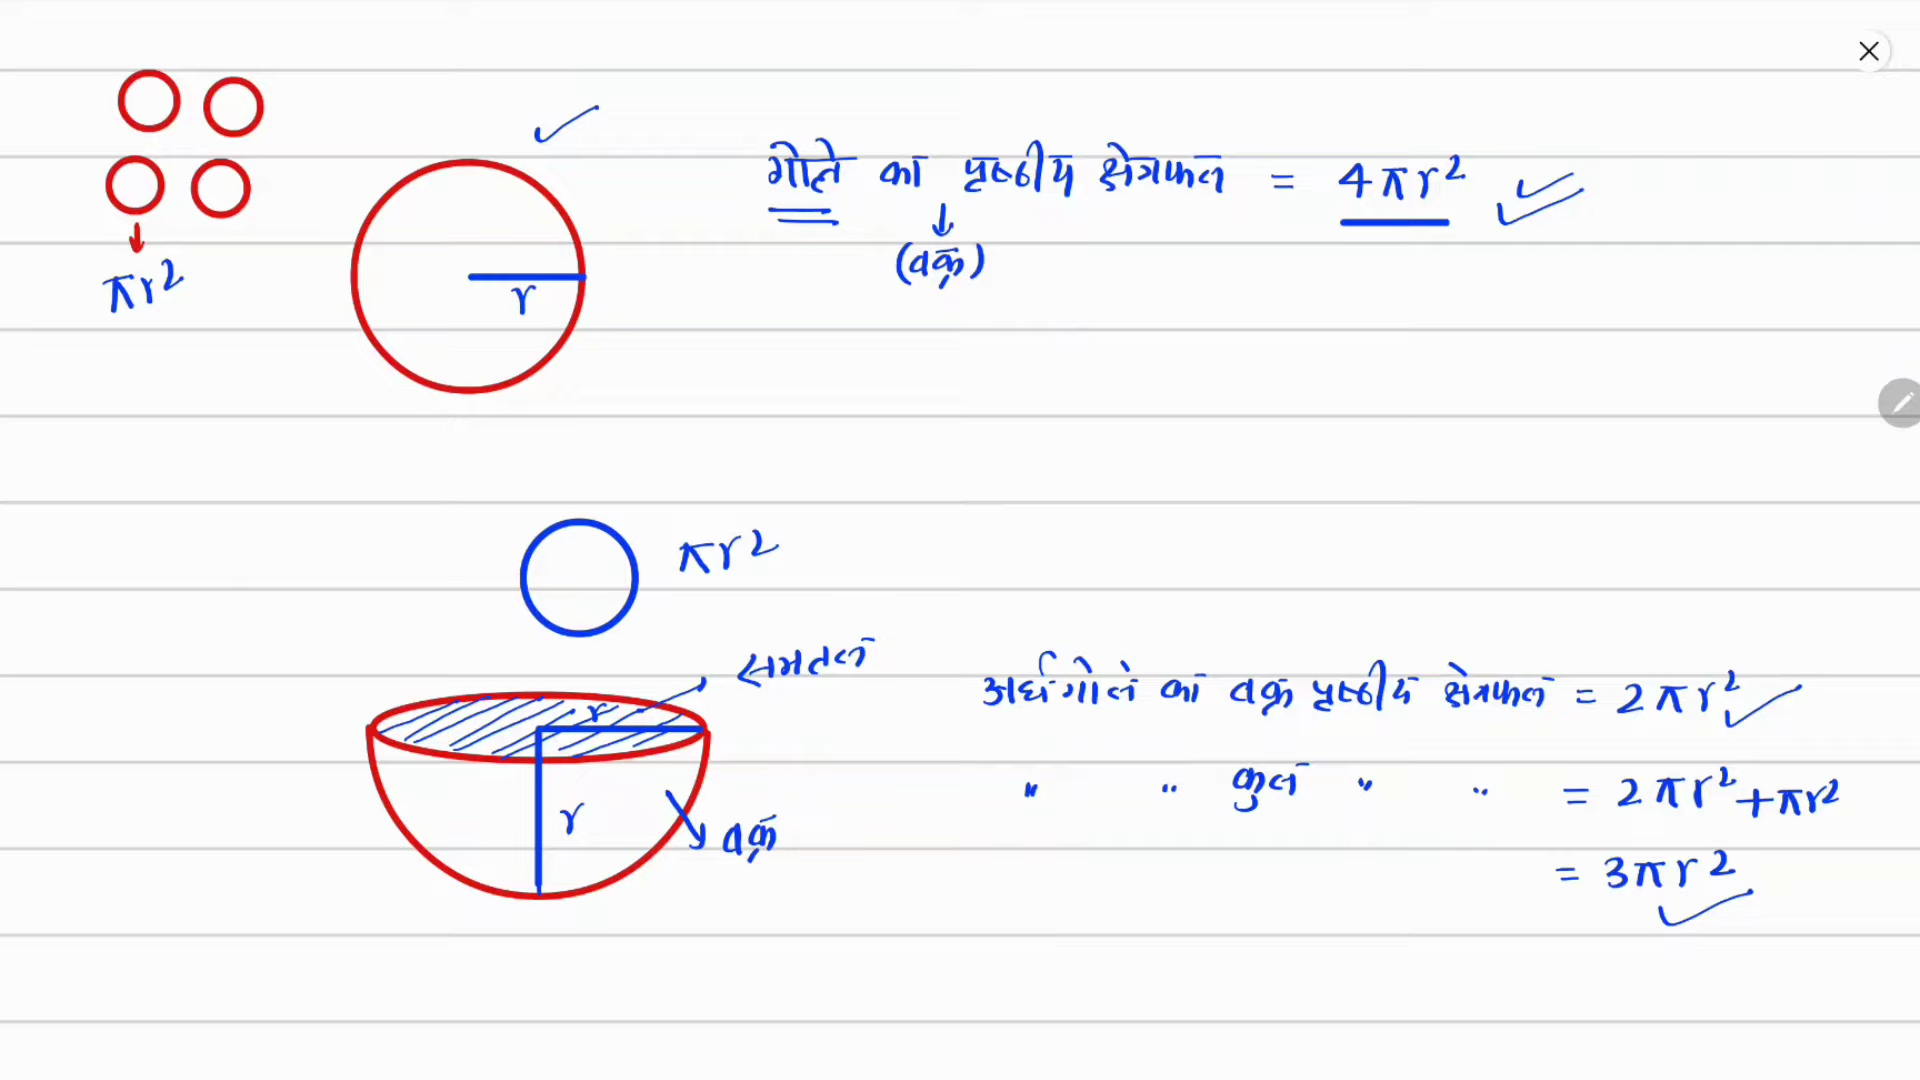 गोले का पृष्ठीय क्षेत्रफल = 4πr²
(वक्र)
πr²
r
πr²
समतल
r
r
वक्र
अर्धगोले का वक्र पृष्ठीय क्षेत्रफल = 2πr²
" " कुल " " = 2πr² + πr²
= 3πr²